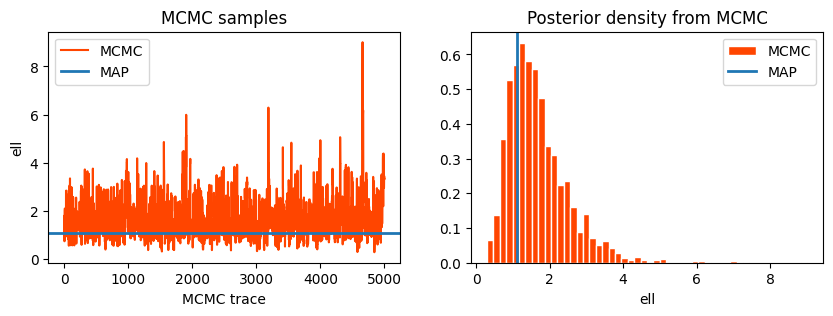 MCMC samples
MCMC
MAP
ell
8
6
4
2
0
0
1000
2000
3000
4000
5000
MCMC trace
Posterior density from MCMC
MCMC
MAP
0.6
0.5
0.4
0.3
0.2
0.1
0.0
0
2
4
6
8
ell